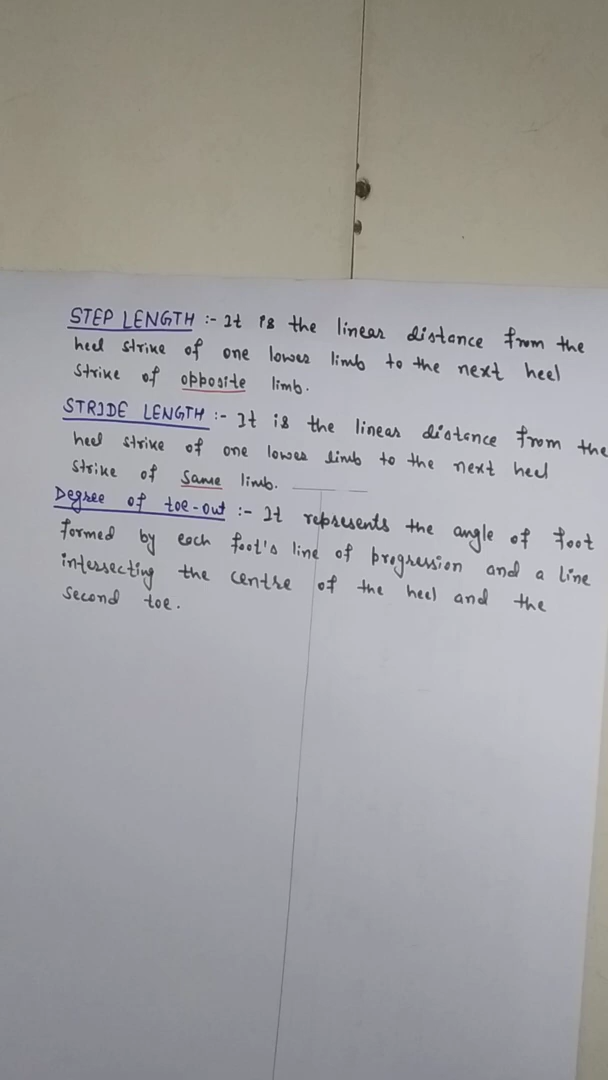 STEP LENGTH :- It is the linear distance from the
heel strike of one lower limb to the next heel
strike of opposite limb.
STRIDE LENGTH :- It is the linear distance from the
heel strike of one lower limb to the next heel
strike of same limb.
Degree of toe-out :- It represents the angle of foot
formed by each foot's line of progression and a line
intersecting the centre of the heel and the
second toe.